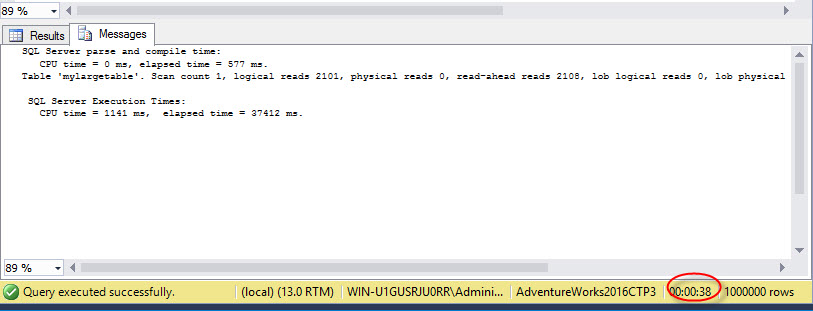 89 %
Results Messages
SQL Server parse and compile time:
CPU time = 0 ms, elapsed time = 577 ms.
Table 'mylargetable'. Scan count 1, logical reads 2101, physical reads 0, read-ahead reads 2108, lob logical reads 0, lob physical
SQL Server Execution Times:
CPU time = 1141 ms,  elapsed time = 37412 ms.
89 %
Query executed successfully. (local) (13.0 RTM) WIN-U1GUSRJU0RR\Admini... AdventureWorks2016CTP3 00:00:38 1000000 rows